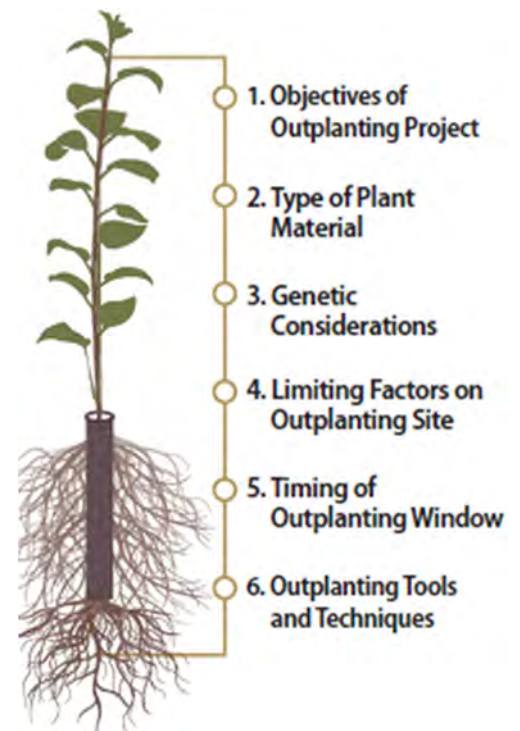 1. Objectives of
Outplanting Project
2. Type of Plant
Material
3. Genetic
Considerations
4. Limiting Factors on
Outplanting Site
5. Timing of
Outplanting Window
6. Outplanting Tools
and Techniques